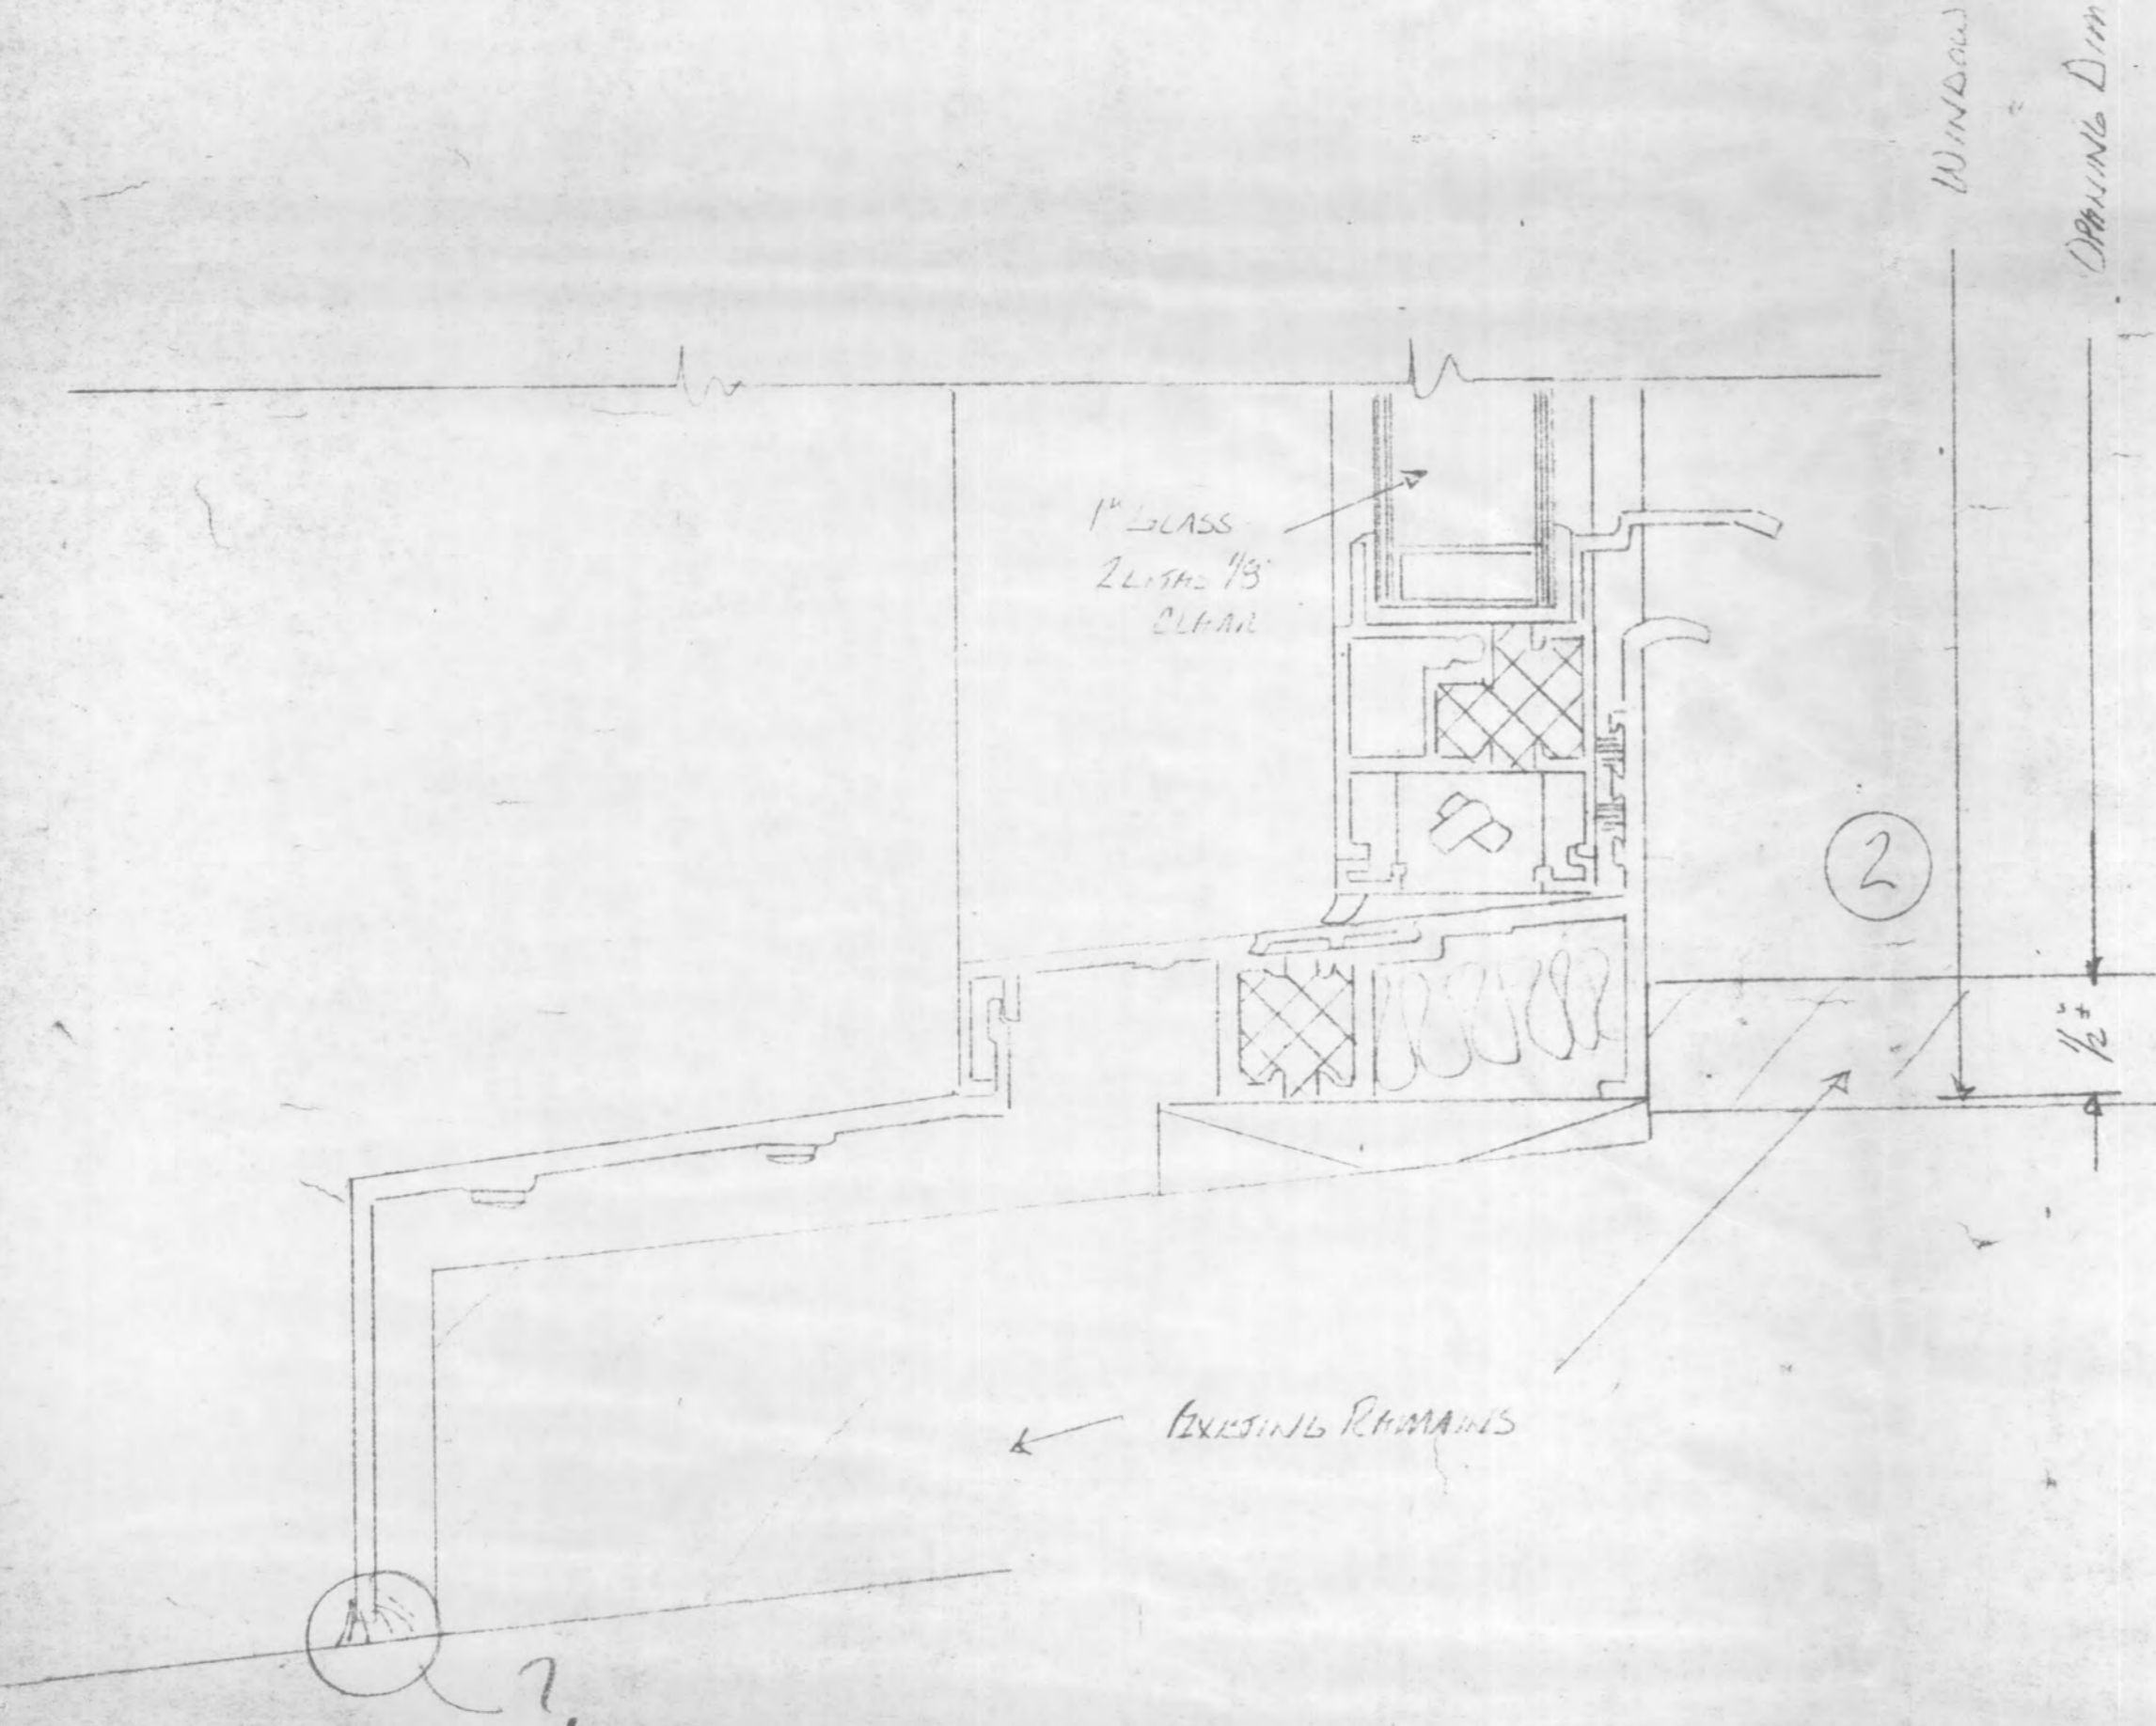 WINDOW
OPENING DIM
1" GLASS
2 LITES 1/8"
CLEAR
2
1/2" ±
EXISTING REMAINS
?